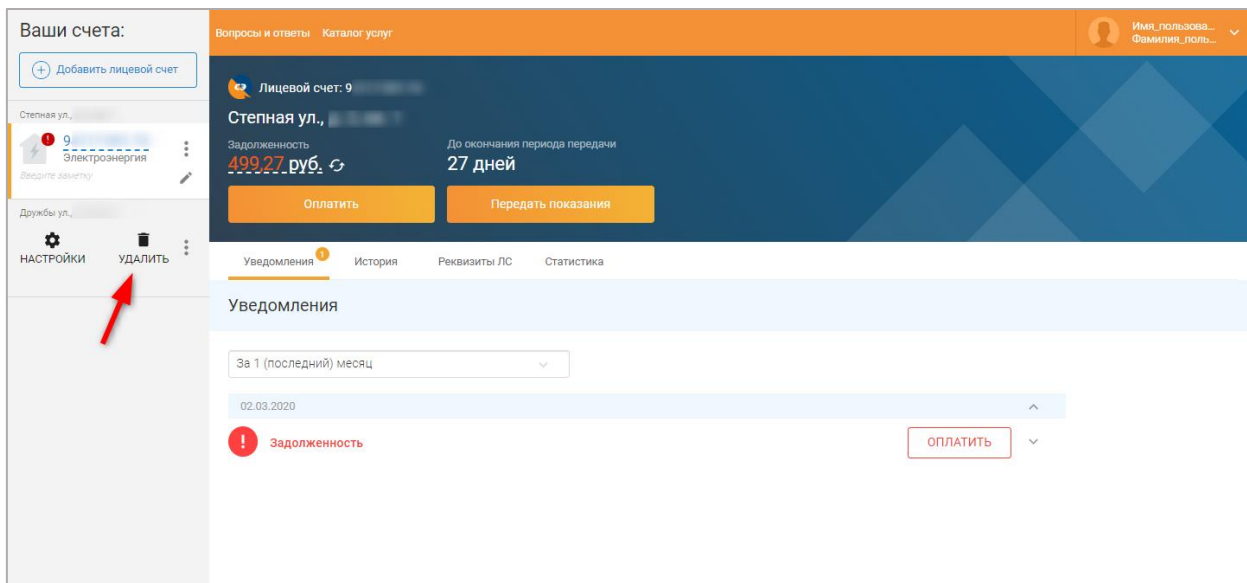 Ваши счета:
Добавить лицевой счет
Степная ул.,
9
Электроэнергия
Введите заметку
Дружбы ул.,
НАСТРОЙКИ
УДАЛИТЬ
Вопросы и ответы Каталог услуг
Имя_пользова...
Фамилия_поль...
Лицевой счет: 9
Степная ул.,
Задолженность
499,27 руб.
До окончания периода передачи
27 дней
Оплатить
Передать показания
Уведомления 1 История Реквизиты ЛС Статистика
Уведомления
За 1 (последний) месяц
02.03.2020
Задолженность
ОПЛАТИТЬ